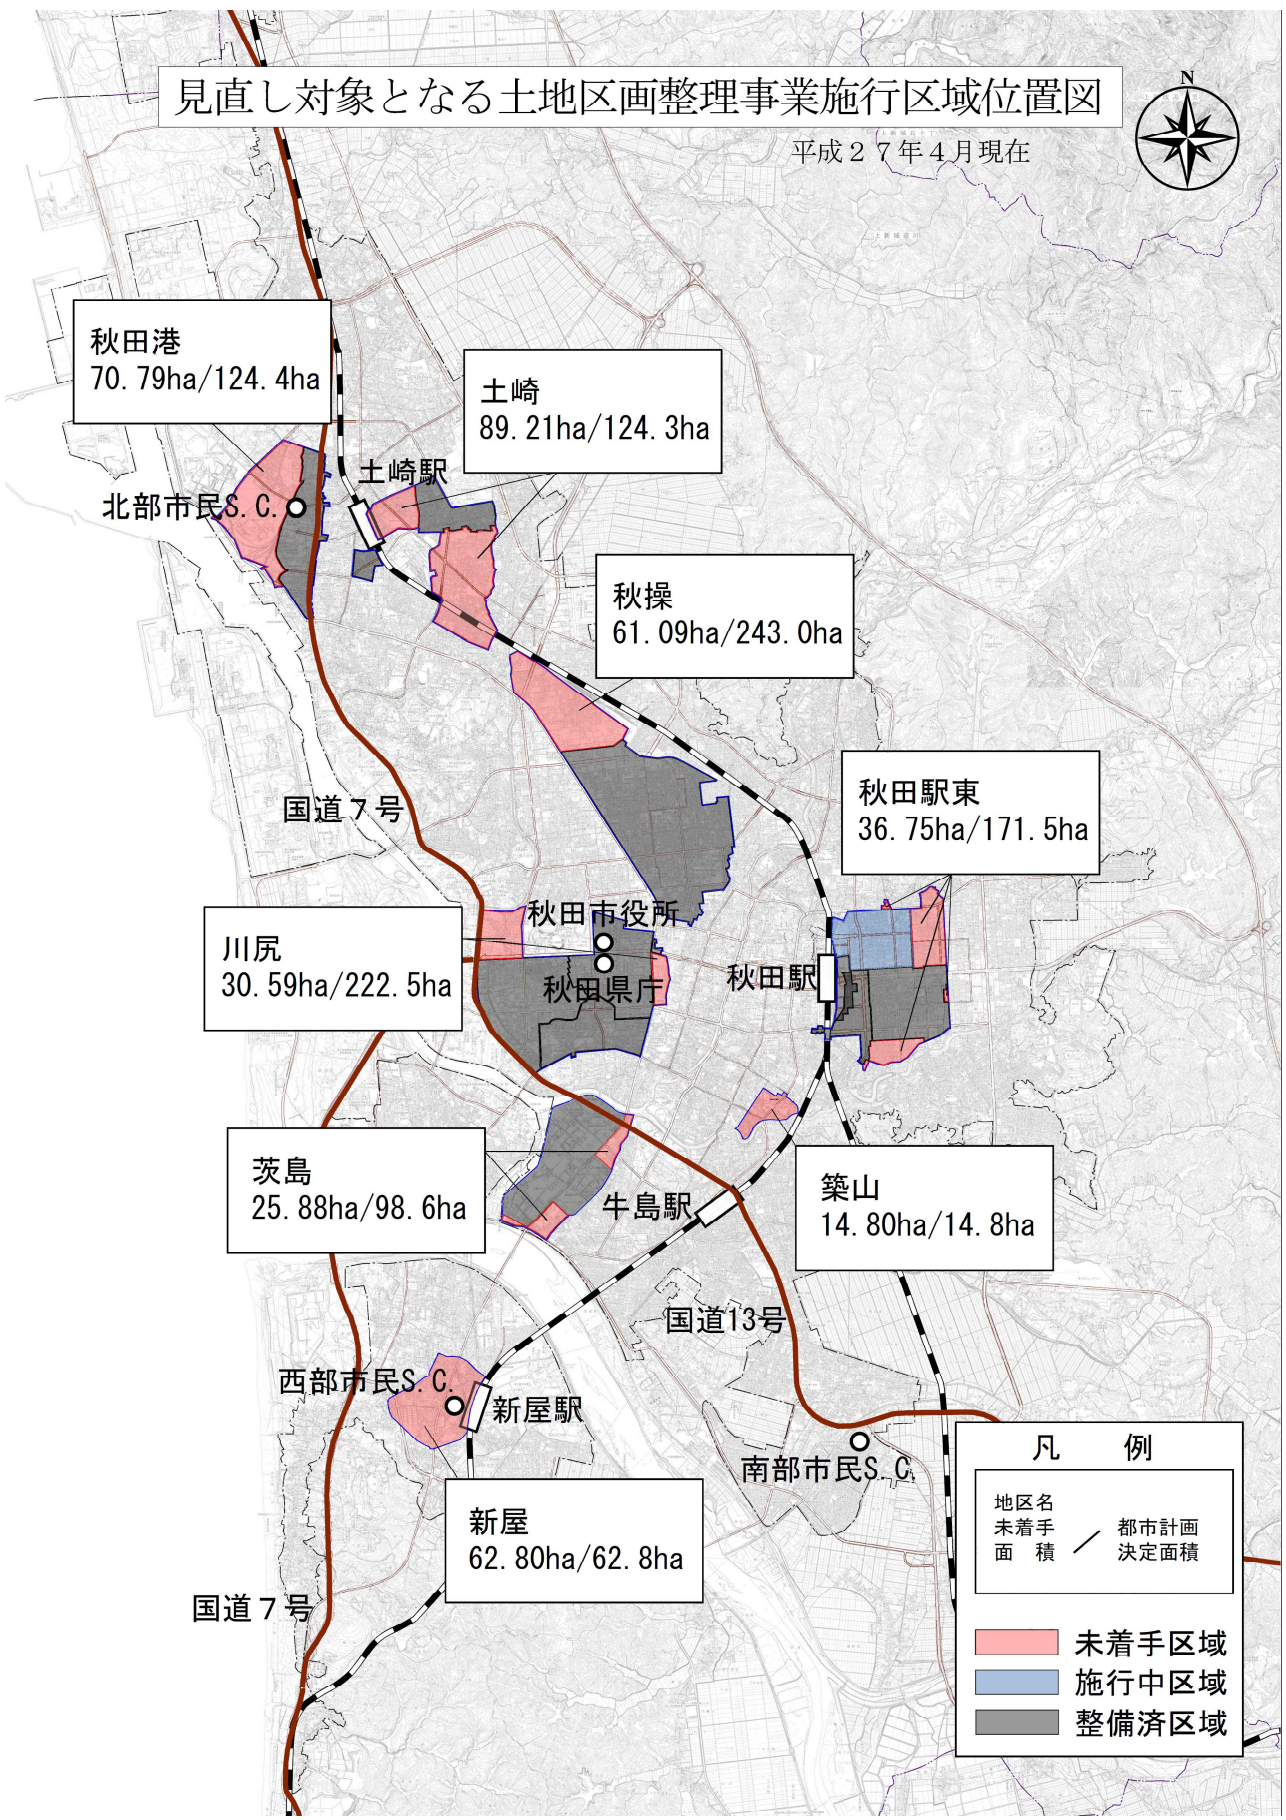 見直し対象となる土地区画整理事業施行区域位置図
平成２７年４月現在
N
秋田港
70.79ha/124.4ha
土崎
89.21ha/124.3ha
土崎駅
北部市民S.C.
秋操
61.09ha/243.0ha
国道７号
秋田駅東
36.75ha/171.5ha
川尻
30.59ha/222.5ha
秋田市役所
秋田県庁
秋田駅
茨島
25.88ha/98.6ha
牛島駅
築山
14.80ha/14.8ha
国道13号
西部市民S.C.
新屋駅
南部市民S.C.
新屋
62.80ha/62.8ha
国道７号
凡　例
地区名
未着手
面　積
／
都市計画
決定面積
未着手区域
施行中区域
整備済区域